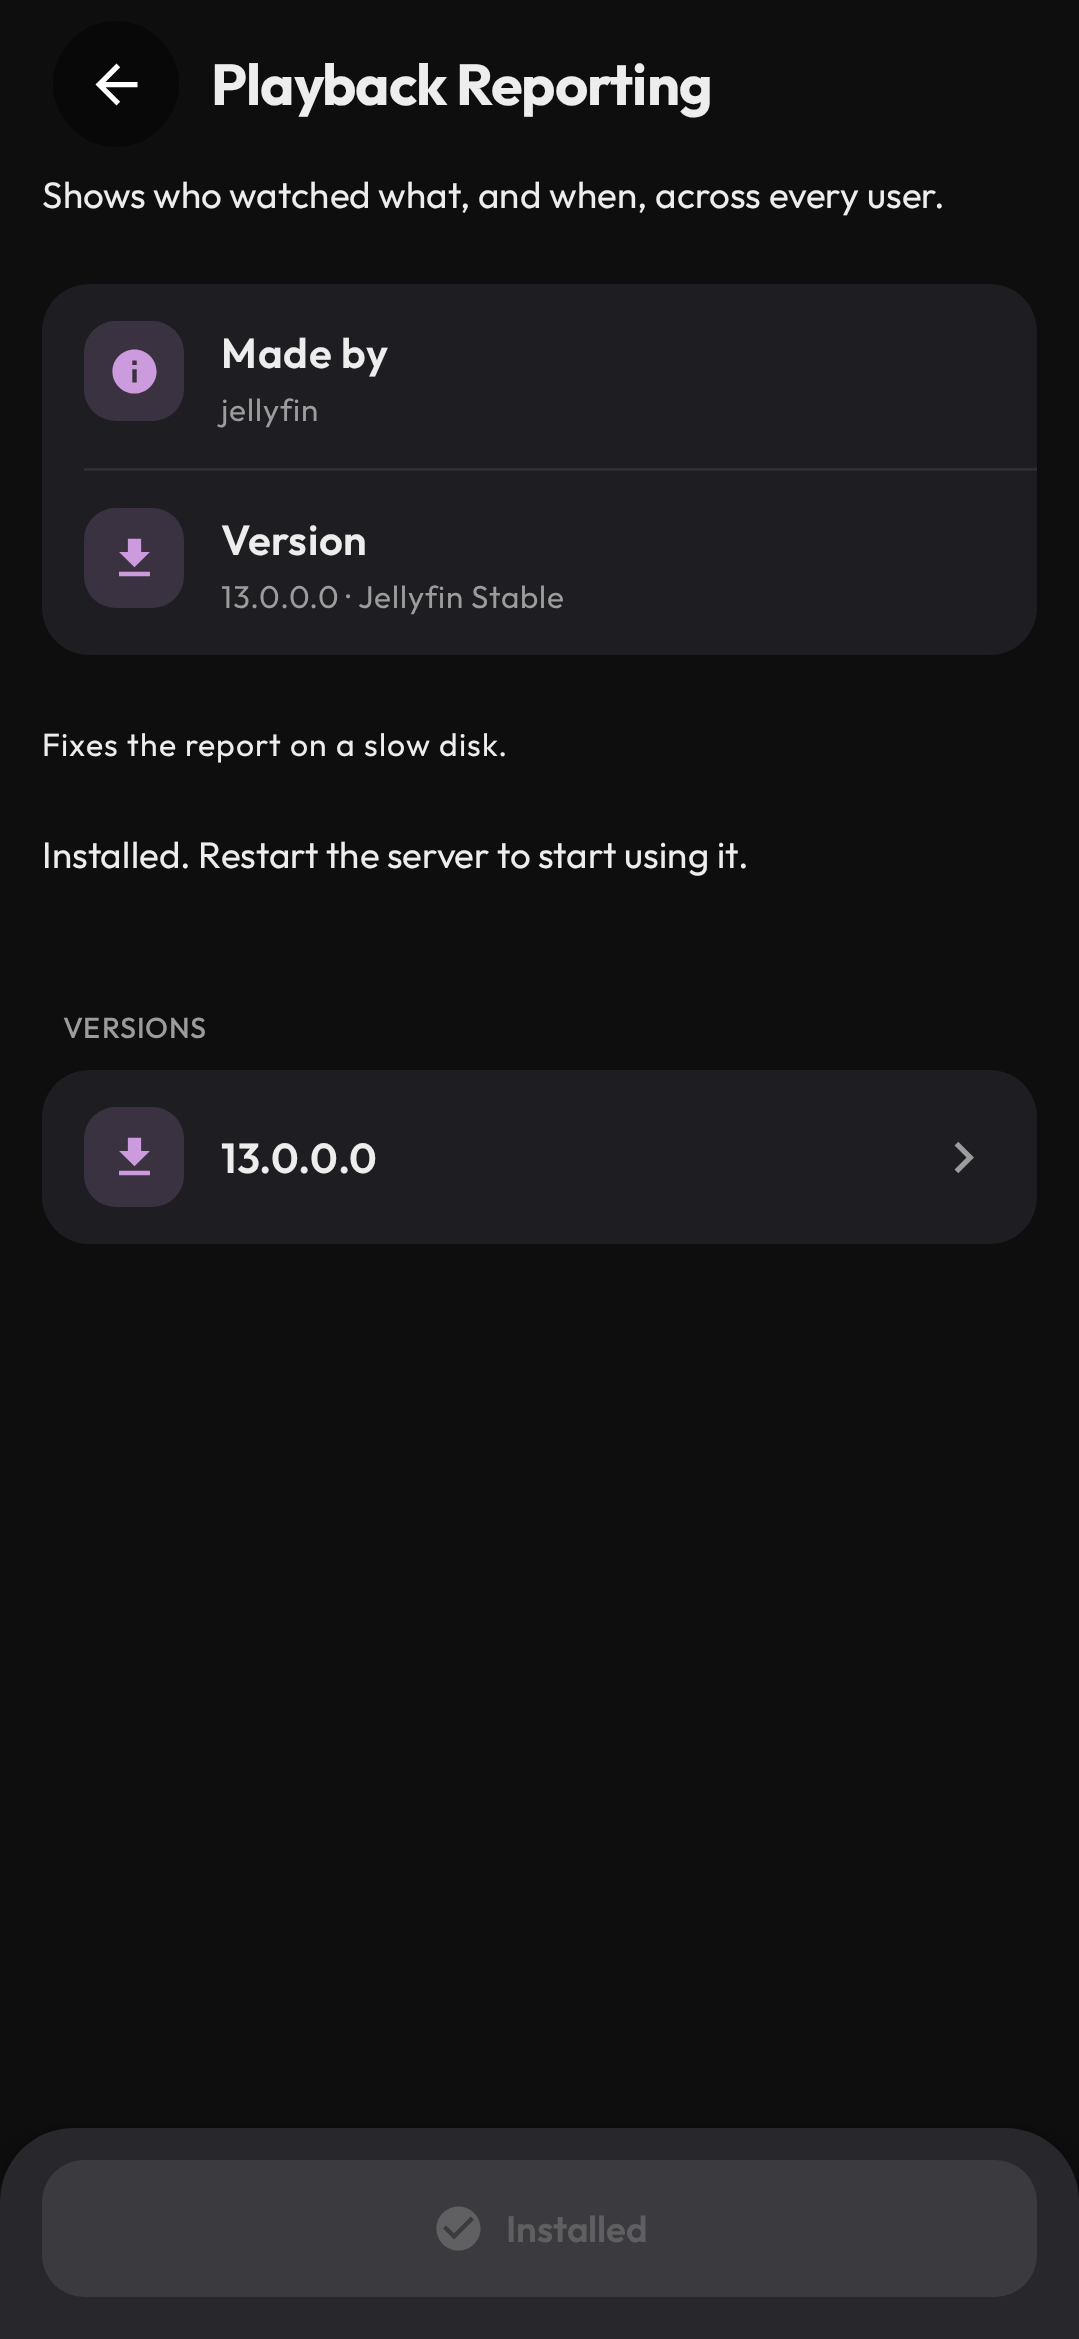 Playback Reporting
Shows who watched what, and when, across every user.
Made by
jellyfin
Version
13.0.0.0 · Jellyfin Stable
Fixes the report on a slow disk.
Installed. Restart the server to start using it.
VERSIONS
13.0.0.0
Installed